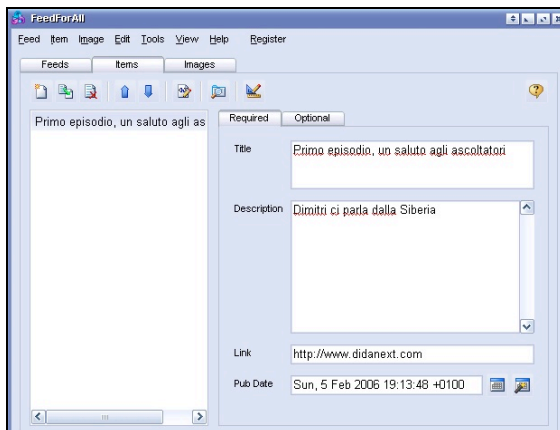 FeedForAll
Feed Item Image Edit Tools View Help Register
Feeds Items Images
Primo episodio, un saluto agli as
Required Optional
Title Primo episodio, un saluto agli ascoltatori
Description Dimitri ci parla dalla Siberia
Link http://www.didanext.com
Pub Date Sun, 5 Feb 2006 19:13:48 +0100